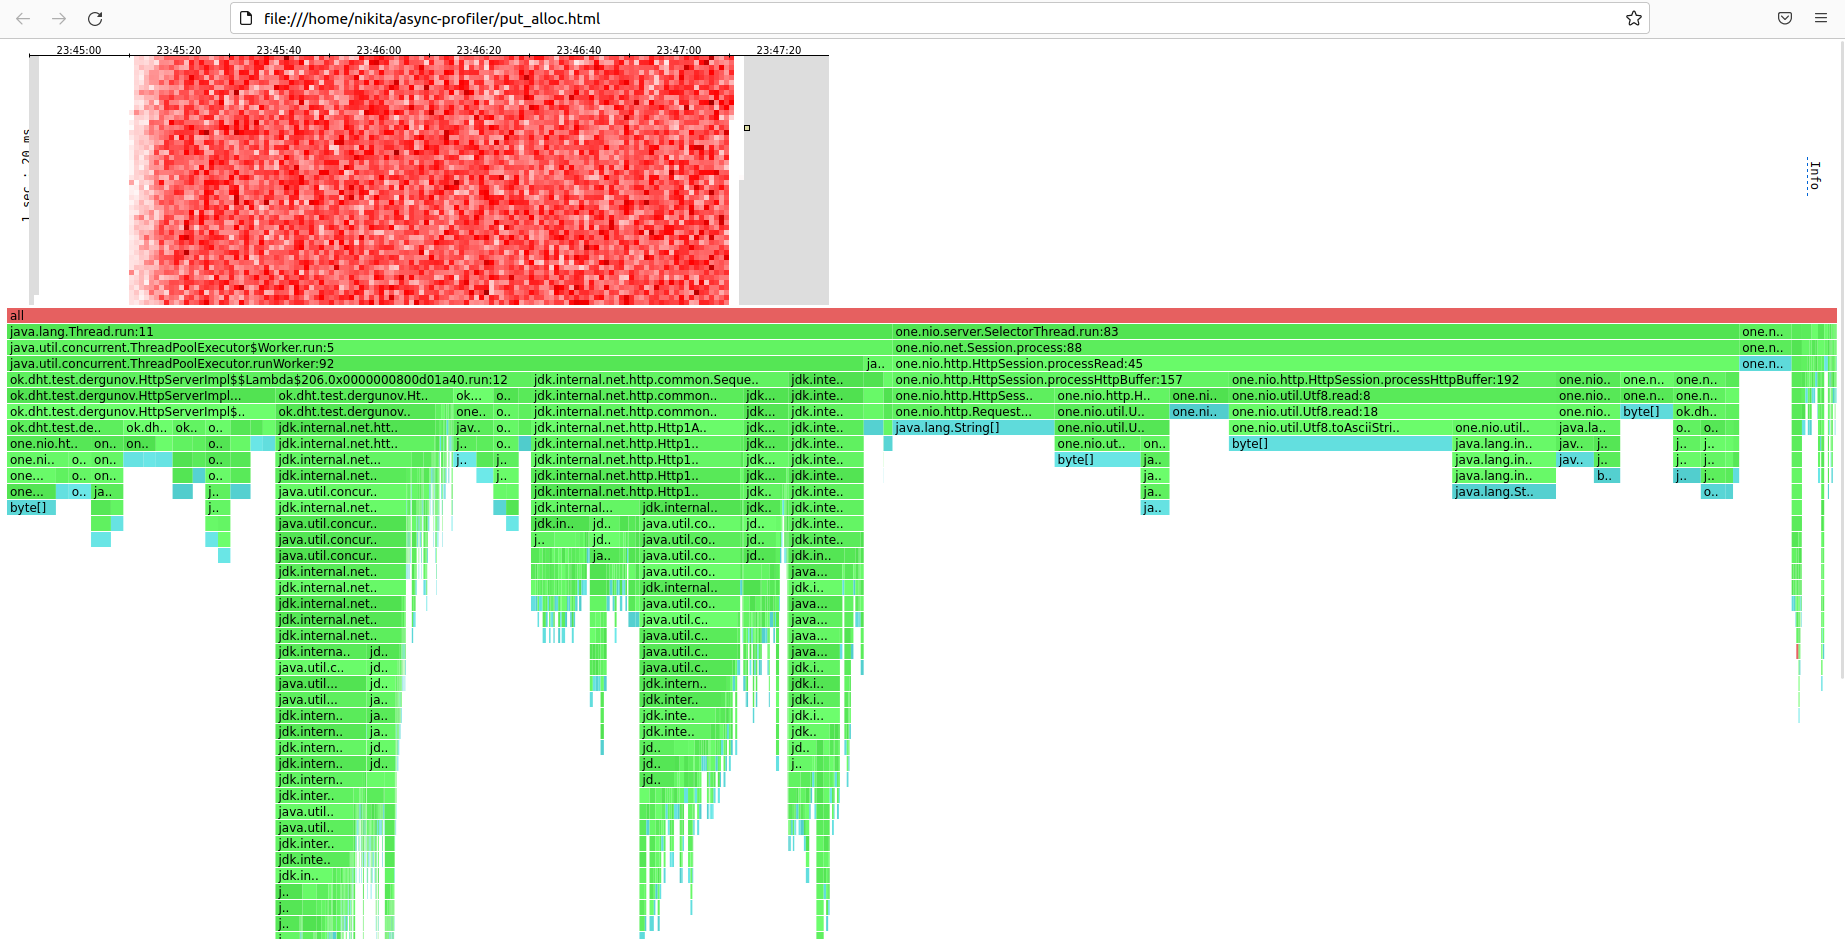 file:///home/nikita/async-profiler/put_alloc.html
23:45:00 23:45:20 23:45:40 23:46:00 23:46:20 23:46:40 23:47:00 23:47:20
1 sec · 20 ms
Info
all
java.lang.Thread.run:11 one.nio.server.SelectorThread.run:83 one.n..
java.util.concurrent.ThreadPoolExecutor$Worker.run:5 one.nio.net.Session.process:88 one.n..
java.util.concurrent.ThreadPoolExecutor.runWorker:92 ja.. one.nio.http.HttpSession.processRead:45 one.n..
ok.dht.test.dergunov.HttpServerImpl$$Lambda$206.0x0000000800d01a40.run:12 jdk.internal.net.http.common.Seque.. jdk.inte.. one.nio.http.HttpSession.processHttpBuffer:157 one.nio.http.HttpSession.processHttpBuffer:192 one.nio.. one.n.. one.n..
ok.dht.test.dergunov.HttpServerImpl... ok.dht.test.dergunov.Ht.. ok... o.. jdk.internal.net.http.common.. jdk... jdk.inte.. one.nio.http.HttpSess.. one.nio.http.H.. one.ni.. one.nio.util.Utf8.read:8 one.nio.. one.n.. one.n..
ok.dht.test.dergunov.HttpServerImpl$.. ok.dht.test.dergunov.. one.. o.. jdk.internal.net.http.common.. jdk.. jdk.inte.. one.nio.http.Request... one.nio.util.U.. one.ni.. one.nio.util.Utf8.read:18 one.nio.. byte[] ok.dh..
ok.dht.test.de.. ok.dh.. ok.. o.. jdk.internal.net.htt.. jav.. o.. jdk.internal.net.http.Http1A.. jdk.. jdk.inte.. java.lang.String[] one.nio.util.U.. one.nio.util.Utf8.toAsciiStri.. one.nio.util.. java.la.. o.. o..
one.nio.ht.. on.. on.. o.. jdk.internal.net.htt.. j.. o.. jdk.internal.net.http.Http1.. jdk.. jdk.inte.. one.nio.ut.. on.. byte[] java.lang.in.. jav.. j.. j.. j..
one.ni.. o.. on.. o.. jdk.internal.net... j.. j.. jdk.internal.net.http.Http1.. jdk.. jdk.inte.. byte[] ja.. java.lang.in.. jav.. j.. j.. j..
one... o.. on.. o.. jdk.internal.net.. j.. jdk.internal.net.http.Http1.. jdk.. jdk.inte.. ja.. java.lang.in.. b.. j.. j..
one... o.. ja.. j.. java.util.concur.. jdk.internal.net.http.Http1.. jdk.. jdk.inte.. ja.. java.lang.St.. o..
byte[] j.. jdk.internal.net.. jdk.internal... jdk.internal.. jdk.. jdk.inte.. ja..
java.util.concur.. jdk.in.. jd.. java.util.co.. jd.. jdk.inte..
java.util.concur.. j.. jd.. java.util.co.. jd.. jdk.inte..
java.util.concur.. ja.. java.util.co.. jd.. jdk.in..
jdk.internal.net.. java.util.co.. java...
jdk.internal.net.. jdk.internal.. jdk.i..
jdk.internal.net.. java.util.co.. java...
jdk.internal.net.. java.util.c.. java...
jdk.internal.net.. java.util.c.. java...
jdk.interna.. jd.. java.util.c.. java...
java.util.c.. jd.. java.util.c.. jdk.i..
java.util... jd.. jdk.intern.. jdk.i..
java.util... ja.. jdk.inter.. jdk.i..
jdk.intern.. ja.. jdk.inte.. jdk.i..
jdk.intern.. ja.. jdk.inte.. jdk..
jdk.intern.. jd.. jd.. jd..
jdk.intern.. jd.. jd.. j..
jdk.intern.. jd..
jdk.inter..
java.util..
java.util..
jdk.inter..
jdk.inte..
jdk.in..
j..
j..
j..